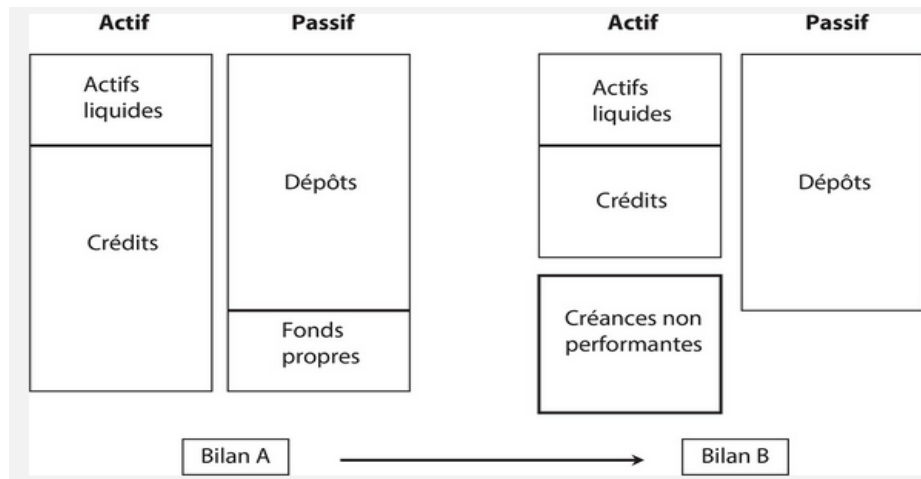 Actif
Passif
Actifs
liquides
Crédits
Dépôts
Fonds
propres
Bilan A
Actif
Passif
Actifs
liquides
Crédits
Dépôts
Créances non
performantes
Bilan B